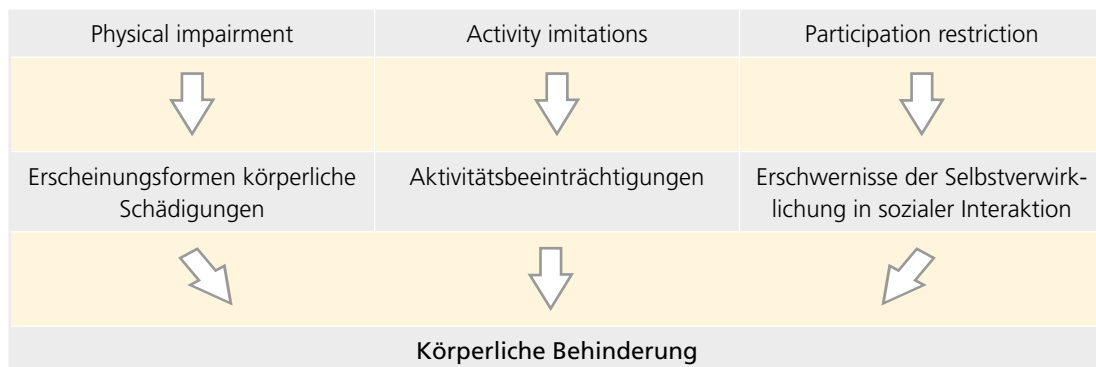 Physical impairment
Activity imitations
Participation restriction
Erscheinungsformen körperliche
Schädigungen
Aktivitätsbeeinträchtigungen
Erschwernisse der Selbstverwirk-
lichung in sozialer Interaktion
Körperliche Behinderung